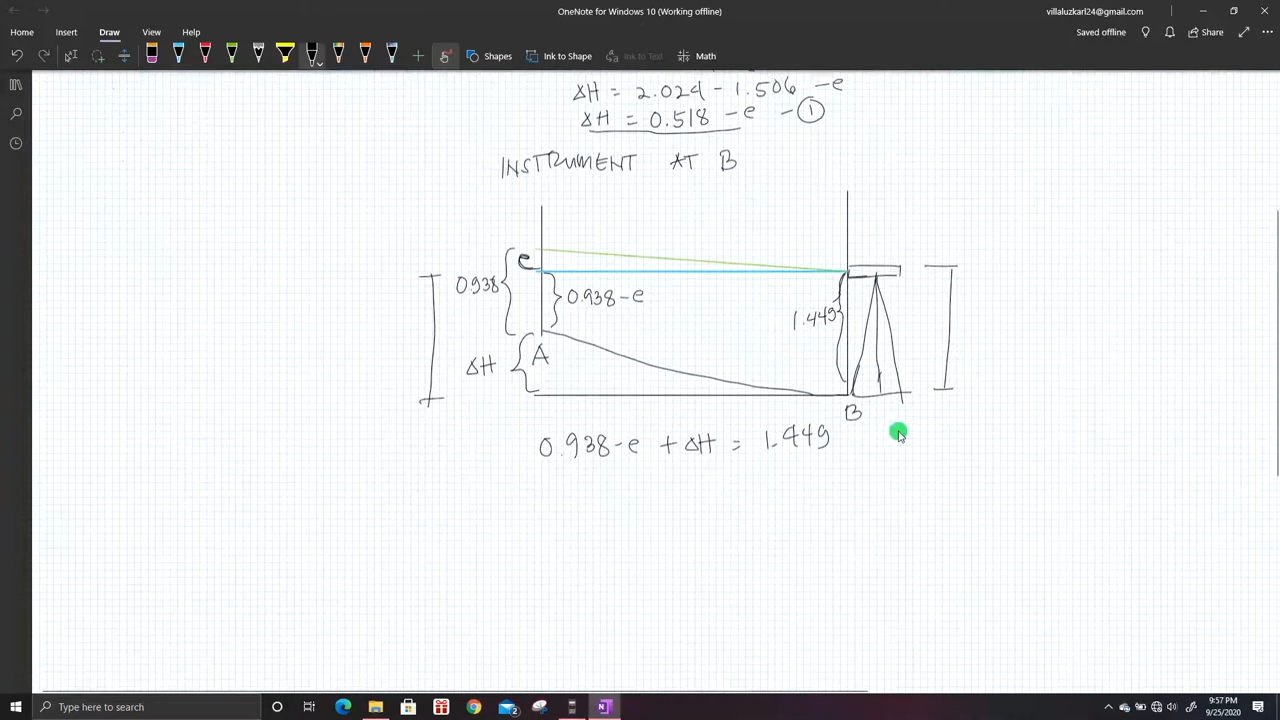 OneNote for Windows 10 (Working offline)
villaluzkarl24@gmail.com
Home Insert Draw View Help
Saved offline Share
Shapes Ink to Shape Ink to Text Math
ΔH = 2.024 - 1.506 - e
ΔH = 0.518 - e - ①
INSTRUMENT AT B
e
0.938
0.938-e
1.449
ΔH
A
B
0.938-e + ΔH = 1.449
Type here to search
9:57 PM
9/25/2020